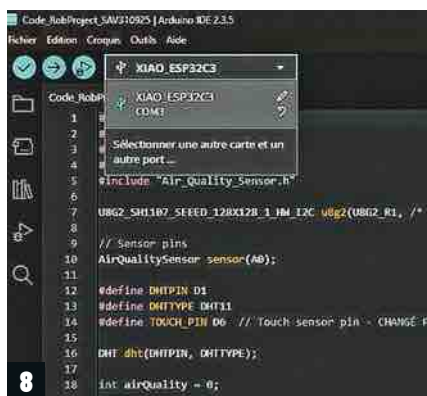 Code_RobProject_SAV310925 | Arduino IDE 2.3.5
Fichier Edition Croquis Outils Aide
XIAO_ESP32C3
Code_RobP
XIAO_ESP32C3
COM3
Sélectionner une autre carte et un
autre port...
1 #
2 #
3 #
4 #
5 #include "Air_Quality_Sensor.h"
6
7 U8G2_SH1107_SEEED_128X128_1_HW_I2C u8g2(U8G2_R1, /*
8
9 // Sensor pins
10 AirQualitySensor sensor(A0);
11
12 #define DHTPIN D1
13 #define DHTTYPE DHT11
14 #define TOUCH_PIN D6 // Touch sensor pin - CHANGÉ
15
16 DHT dht(DHTPIN, DHTTYPE);
17
18 int airQuality = 0;
8